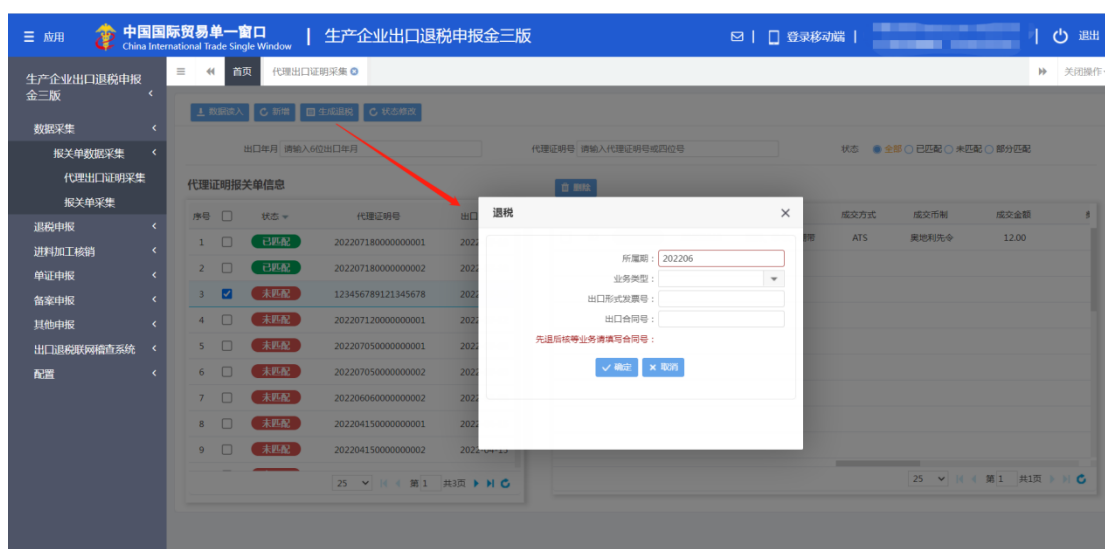 应用
中国国际贸易单一窗口
China International Trade Single Window
生产企业出口退税申报金三版
登录移动端
退出
生产企业出口退税申报金三版
数据采集
报关单数据采集
代理出口证明采集
报关单采集
退税申报
进料加工核销
单证申报
备案申报
其他申报
出口退税联网稽查系统
配置
首页 代理出口证明采集 关闭操作
数据读入 新增 生成退税 状态修改
出口年月 请输入6位出口年月 代理证明号 请输入代理证明号或四位号 状态 全部 已匹配 未匹配 部分匹配
代理证明报关单信息 删除
序号 状态 代理证明号 出口 成交方式 成交币制 成交金额
1 已匹配 202207180000000001 2022 ATS 奥地利先令 12.00
2 已匹配 202207180000000002 2022
3 未匹配 123456789121345678 2022
4 未匹配 202207120000000001 2022
5 未匹配 202207050000000001 2022
6 未匹配 202207050000000002 2022
7 未匹配 202206060000000002 2022
8 未匹配 202204150000000001 2022
9 未匹配 202204150000000002 2022-04-15
25 第 1 共3页
25 第 1 共1页
退税
所属期： 202206
业务类型：
出口形式发票号：
出口合同号：
先退后核等业务请填写合同号：
确定 取消